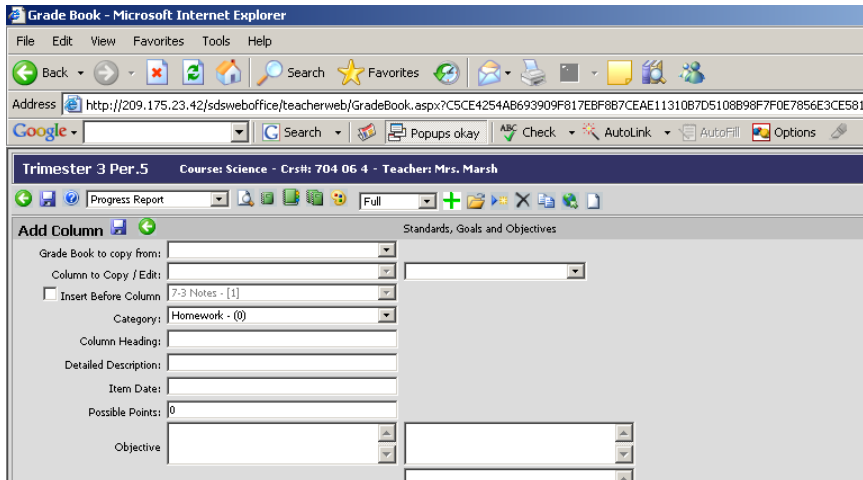 Grade Book - Microsoft Internet Explorer
File Edit View Favorites Tools Help
Back Search Favorites
Address http://209.175.23.42/sdsweboffice/teacherweb/GradeBook.aspx?C5CE4254AB693909F817EBF8B7CEAE11310B7D5108B98F7F0E7856E3CE581
Google Search Popups okay ABC Check AutoLink AutoFill Options
Trimester 3 Per.5 Course: Science - Crs#: 704 06 4 - Teacher: Mrs. Marsh
Progress Report Full
Add Column Standards, Goals and Objectives
Grade Book to copy from:
Column to Copy / Edit:
Insert Before Column 7-3 Notes - [1]
Category: Homework - (0)
Column Heading:
Detailed Description:
Item Date:
Possible Points: 0
Objective